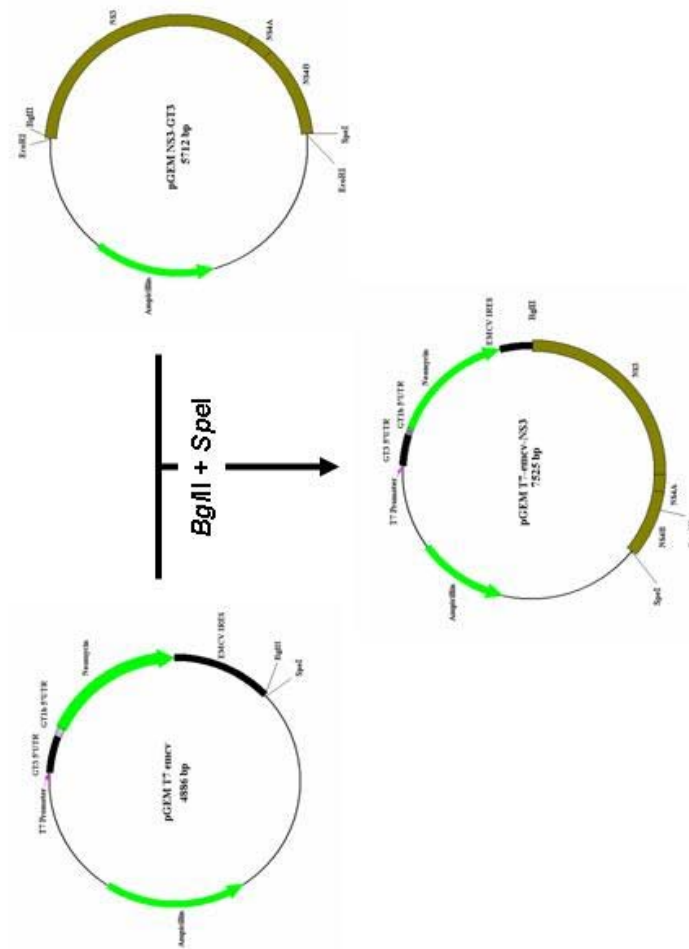 NS3
NS4A
NS4B
BglII
EcoRI
pGEM NS3-GT3
5712 bp
SpeI
EcoRI
Ampicillin
BglII + SpeI
GT3 5'UTR
GT1b 5'UTR
T7 Promoter
Neomycin
EMCV IRES
BglII
SpeI
pGEM T7 emcv
4886 bp
Ampicillin
GT3 5'UTR
GT1b 5'UTR
T7 Promoter
Neomycin
EMCV IRES
BglII
NS3
pGEM T7-emcv-NS3
7525 bp
NS4A
NS4B
SpeI
Ampicillin